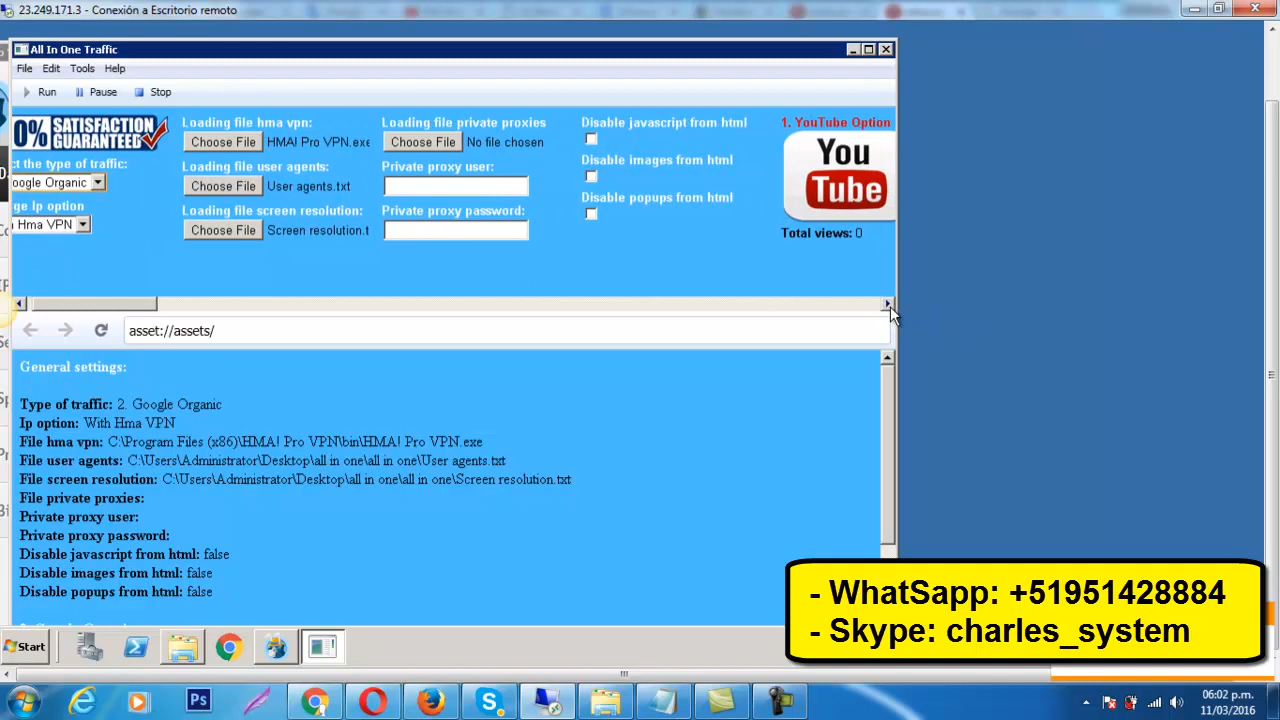 23.249.171.3 - Conexión a Escritorio remoto
All In One Traffic
File Edit Tools Help
Run Pause Stop
0% SATISFACTION GUARANTEED
Loading file hma vpn:
Choose File HMA! Pro VPN.exe
Loading file user agents:
Choose File User agents.txt
Loading file screen resolution:
Choose File Screen resolution.t
ct the type of traffic:
oogle Organic
ge Ip option
Hma VPN
Loading file private proxies
Choose File No file chosen
Private proxy user:
Private proxy password:
Disable javascript from html
Disable images from html
Disable popups from html
1. YouTube Option
You
Tube
Total views: 0
asset://assets/
General settings:
Type of traffic: 2. Google Organic
Ip option: With Hma VPN
File hma vpn: C:\Program Files (x86)\HMA! Pro VPN\bin\HMA! Pro VPN.exe
File user agents: C:\Users\Administrator\Desktop\all in one\all in one\User agents.txt
File screen resolution: C:\Users\Administrator\Desktop\all in one\all in one\Screen resolution.txt
File private proxies:
Private proxy user:
Private proxy password:
Disable javascript from html: false
Disable images from html: false
Disable popups from html: false
- WhatSapp: +51951428884
- Skype: charles_system
Start
Ps
06:02 p.m.
11/03/2016